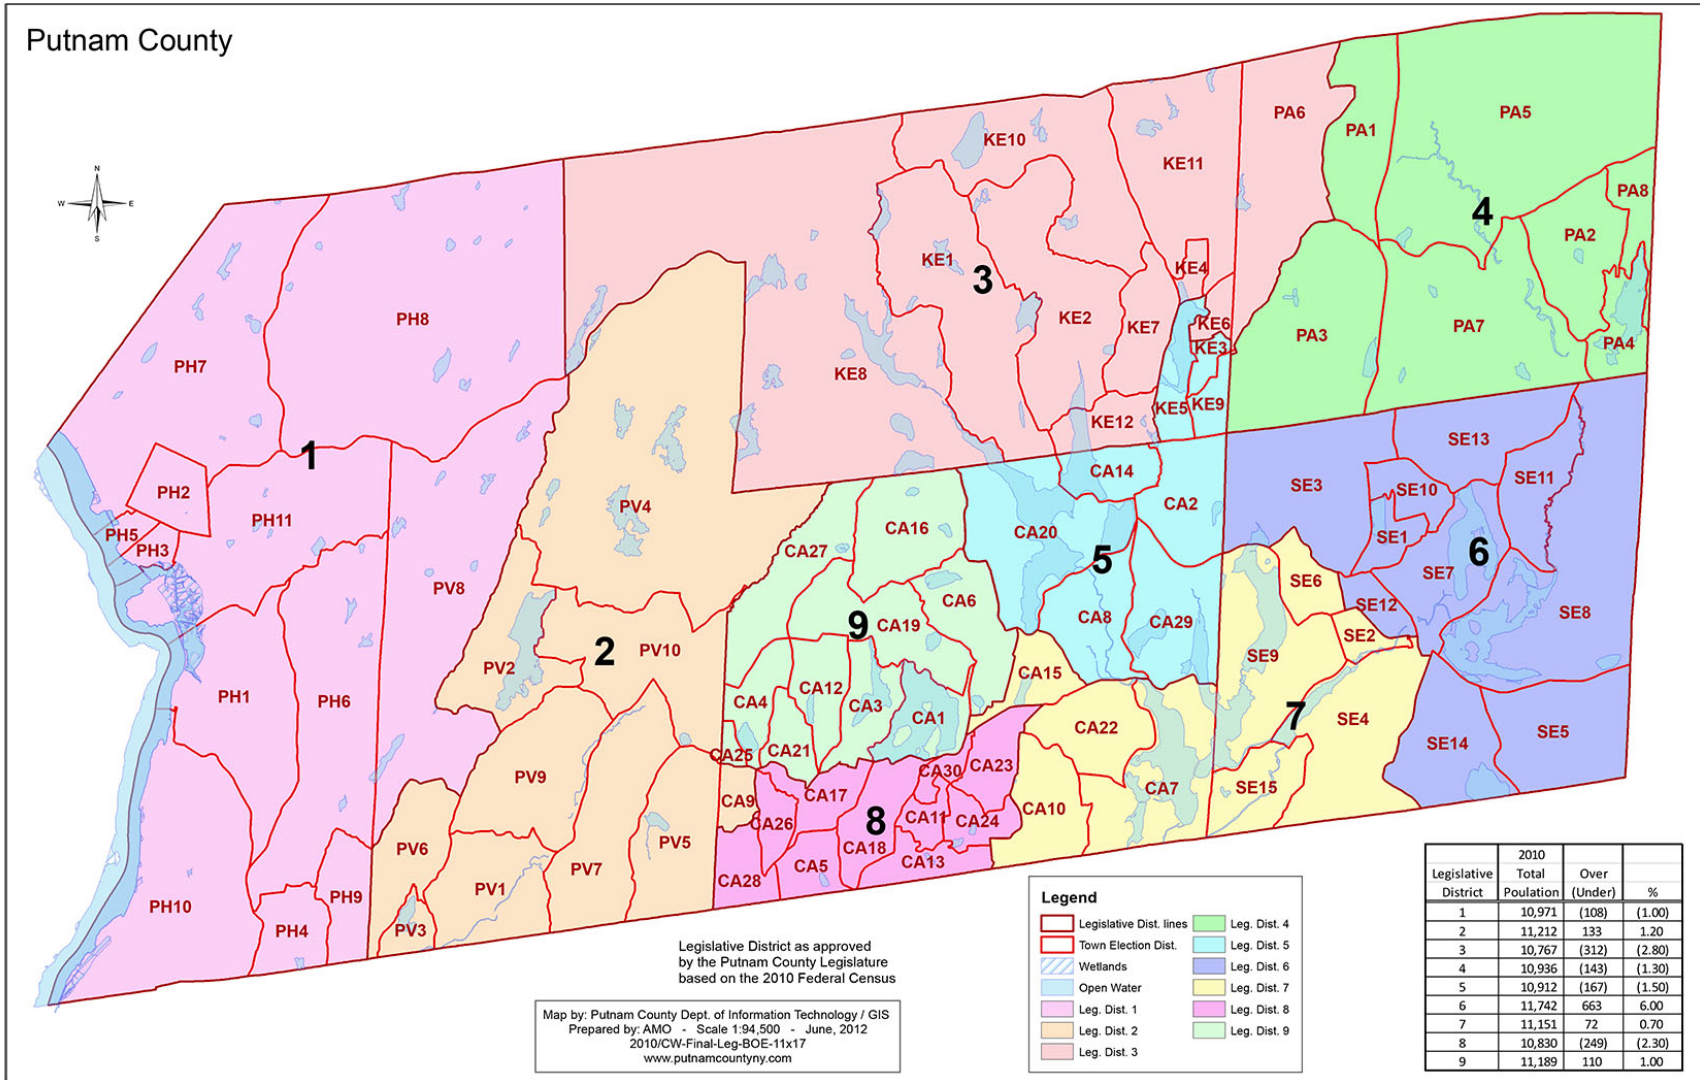 Putnam County
N
W E
S
PA5
PA6
PA1
KE10
KE11
PA8
4
PA2
KE1
KE4
3
PH8
KE2
KE7
KE6
PA7
PA3
KE3
PA4
PH7
KE8
KE5
KE9
KE12
SE13
1
CA14
SE11
SE3
SE10
PH2
CA2
PV4
PH11
CA16
CA20
PH5
SE1
PH3
CA27
6
5
SE7
SE6
PV8
CA6
SE12
SE8
CA8
CA29
9
CA19
SE2
2
PV10
SE9
PV2
CA15
CA12
PH1
PH6
CA4
CA3
CA1
7
SE4
CA22
SE5
SE14
CA21
CA25
CA30
CA23
PV9
SE15
CA7
CA17
CA9
CA10
CA26
8
CA11
CA24
PV5
PV6
CA18
CA13
CA5
PV7
CA28
PV1
PH9
PH10
PV3
PH4
Legislative District as approved
by the Putnam County Legislature
based on the 2010 Federal Census
Map by: Putnam County Dept. of Information Technology / GIS
Prepared by: AMO - Scale 1:94,500 - June, 2012
2010/CW-Final-Leg-BOE-11x17
www.putnamcountyny.com
Legend
Legislative Dist. lines
Town Election Dist.
Wetlands
Open Water
Leg. Dist. 1
Leg. Dist. 2
Leg. Dist. 3
Leg. Dist. 4
Leg. Dist. 5
Leg. Dist. 6
Leg. Dist. 7
Leg. Dist. 8
Leg. Dist. 9
2010
Legislative Total Over
District Poulation (Under) %
1 10,971 (108) (1.00)
2 11,212 133 1.20
3 10,767 (312) (2.80)
4 10,936 (143) (1.30)
5 10,912 (167) (1.50)
6 11,742 663 6.00
7 11,151 72 0.70
8 10,830 (249) (2.30)
9 11,189 110 1.00